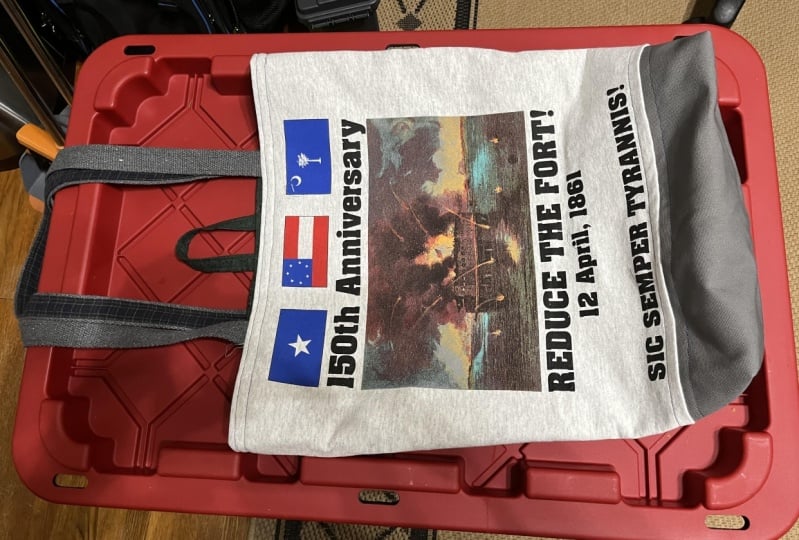 150th Anniversary
REDUCE THE FORT!
12 April, 1861
SIC SEMPER TYRANNIS!